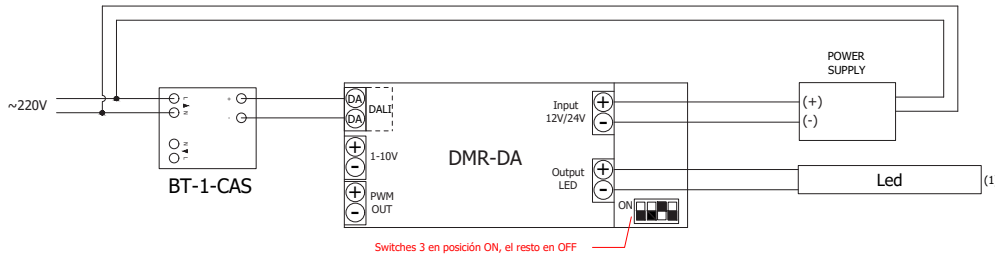 POWER
SUPPLY
~220V
L
N
+
-
N
L
BT-1-CAS
DA
DA
DALI
+
-
1-10V
+
-
PWM
OUT
DMR-DA
Input
12V/24V
+
-
Output
LED
+
-
ON
(+)
(-)
Led
(1
Switches 3 en posición ON, el resto en OFF